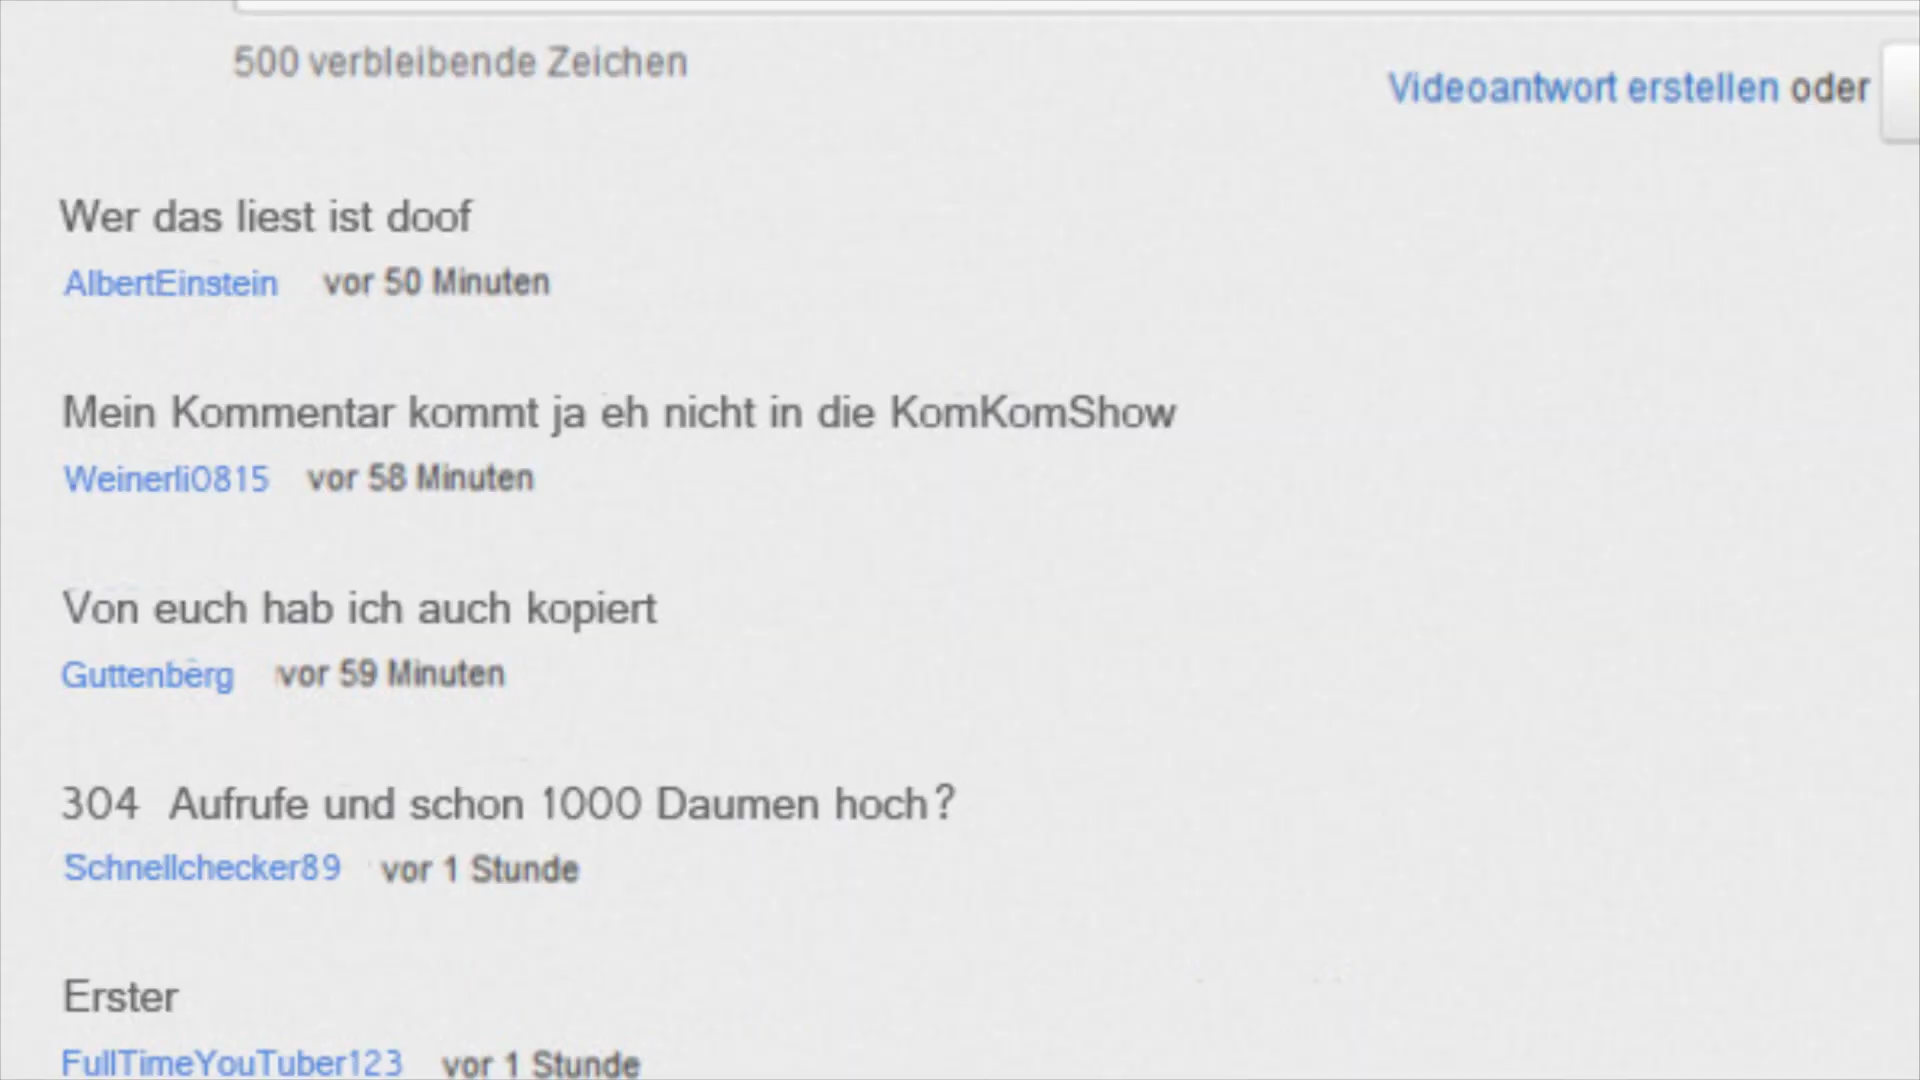 500 verbleibende Zeichen
Videoantwort erstellen oder
Wer das liest ist doof
AlbertEinstein vor 50 Minuten
Mein Kommentar kommt ja eh nicht in die KomKomShow
Weinerli0815 vor 58 Minuten
Von euch hab ich auch kopiert
Guttenberg vor 59 Minuten
304 Aufrufe und schon 1000 Daumen hoch?
Schnellchecker89 vor 1 Stunde
Erster
FullTimeYouTuber123 vor 1 Stunde